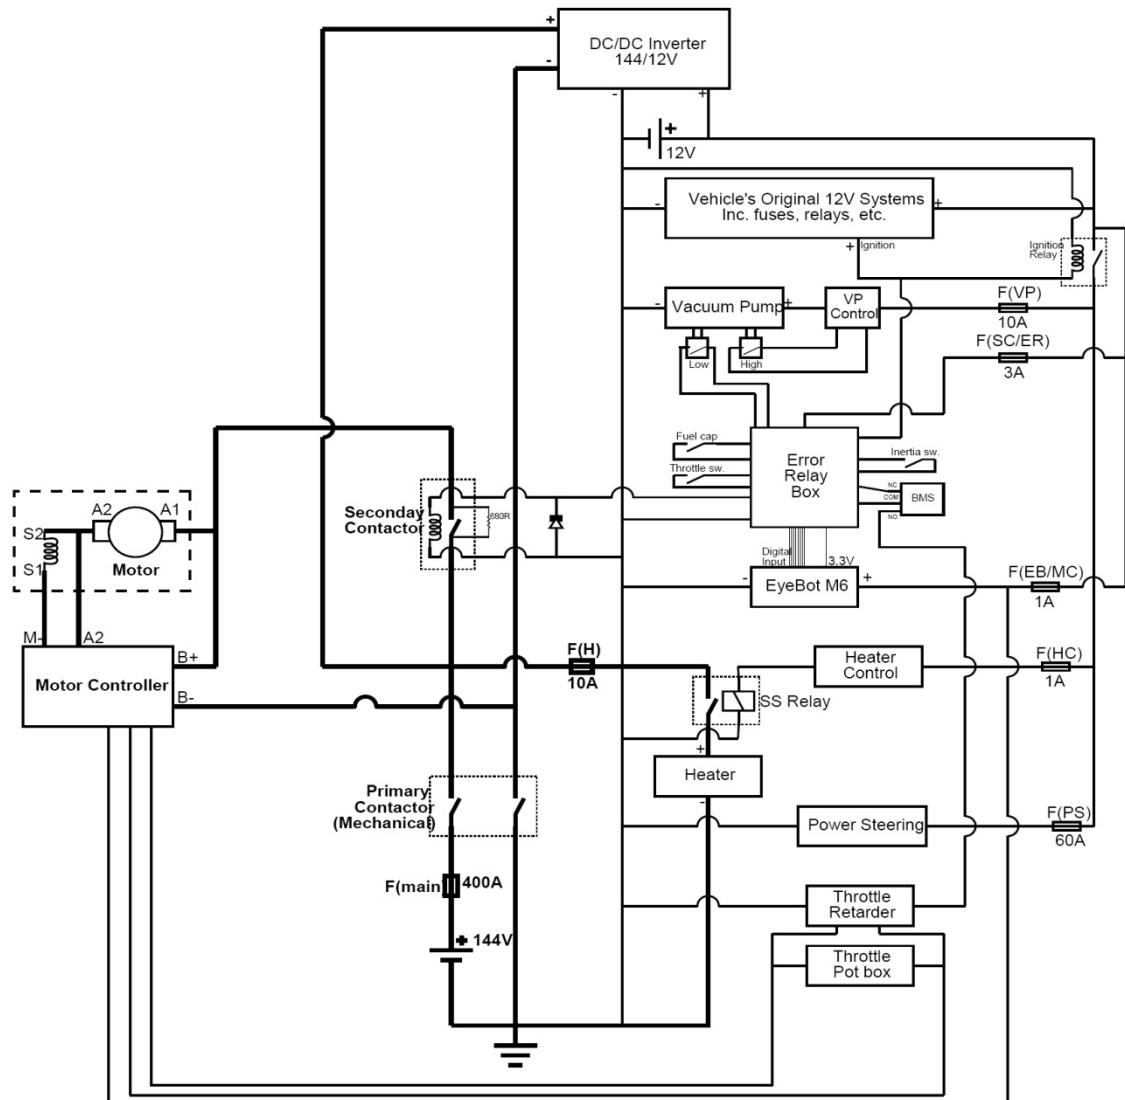 +
DC/DC Inverter
144/12V
-
-
+
+
12V
Vehicle's Original 12V Systems
Inc. fuses, relays, etc.
-
+
+
Ignition
Ignition
Relay
-
Vacuum Pump
+
VP
Control
F(VP)
10A
Low
High
F(SC/ER)
3A
Fuel cap
Throttle sw.
Error
Relay
Box
Inertia sw.
NC
COM
NO
BMS
Seconday
Contactor
680R
A2
A1
S2
S1
Motor
Digital
Input
3.3V
-
EyeBot M6
+
F(EB/MC)
1A
M-
A2
B+
Motor Controller
B-
F(H)
10A
Heater
Control
F(HC)
1A
SS Relay
+
Heater
-
Primary
Contactor
(Mechanical)
Power Steering
F(PS)
60A
F(main)
400A
+ 144V
Throttle
Retarder
Throttle
Pot box